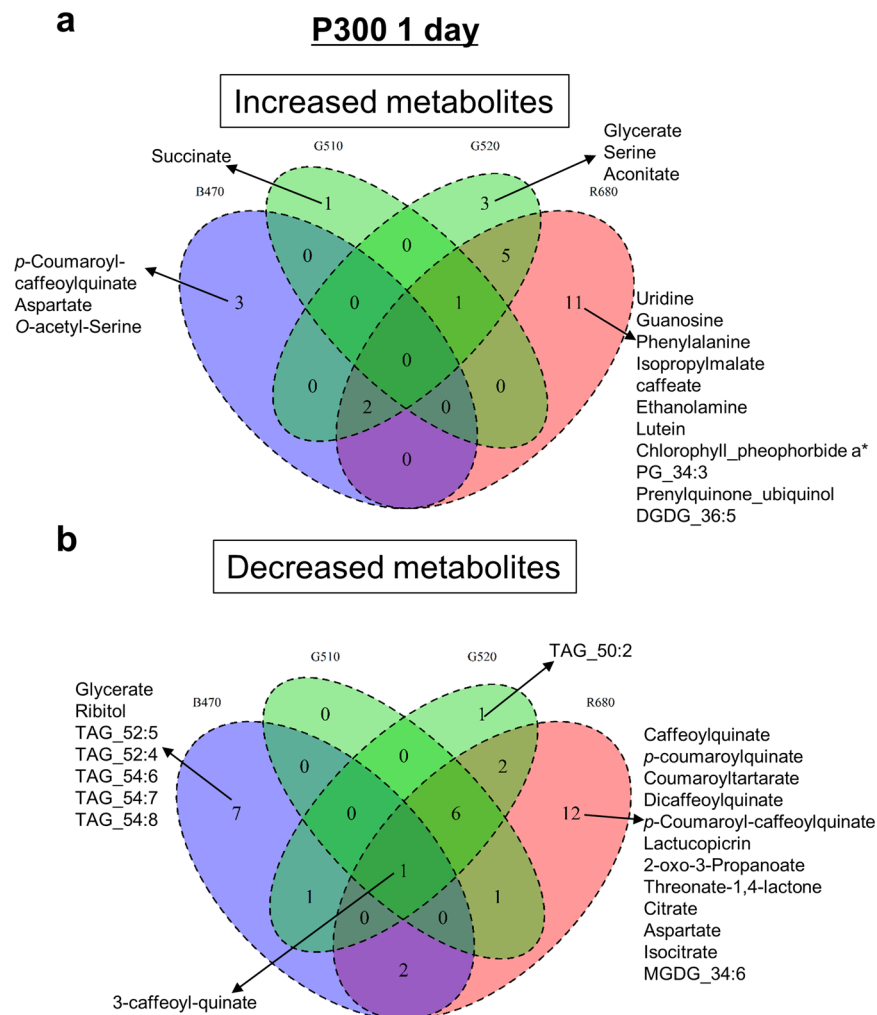 a
P300 1 day
Increased metabolites
G510
G520
Glycerate
Serine
Aconitate
Succinate
B470
R680
1
3
0
0
5
p-Coumaroyl-
caffeoylquinate
Aspartate
O-acetyl-Serine
3
0
1
11
Uridine
Guanosine
Phenylalanine
Isopropylmalate
caffeate
Ethanolamine
Lutein
Chlorophyll_pheophorbide a*
PG_34:3
Prenylquinone_ubiquinol
DGDG_36:5
0
0
0
2
0
0
b
Decreased metabolites
G510
G520
TAG_50:2
B470
R680
Glycerate
Ribitol
TAG_52:5
TAG_52:4
TAG_54:6
TAG_54:7
TAG_54:8
0
1
0
0
2
7
0
6
12
Caffeoylquinate
p-coumaroylquinate
Coumaroyltartarate
Dicaffeoylquinate
p-Coumaroyl-caffeoylquinate
Lactucopicrin
2-oxo-3-Propanoate
Threonate-1,4-lactone
Citrate
Aspartate
Isocitrate
MGDG_34:6
1
1
1
0
0
2
3-caffeoyl-quinate